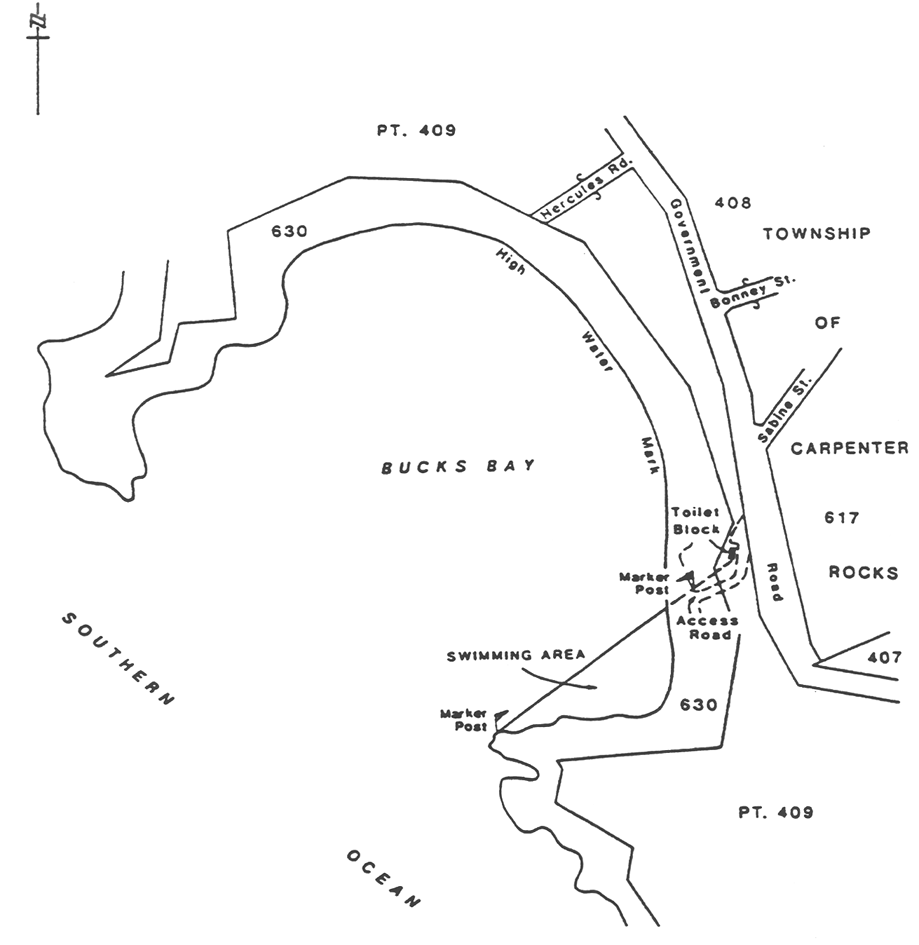 N
PT. 409
Hercules Rd.
408
Government
TOWNSHIP
630
High
Bonney St.
OF
Water
Sabine St.
Mark
CARPENTER
BUCKS BAY
Toilet
Block
617
ROCKS
Marker
Post
Road
Access
Road
SOUTHERN
SWIMMING AREA
407
630
Marker
Post
PT. 409
OCEAN